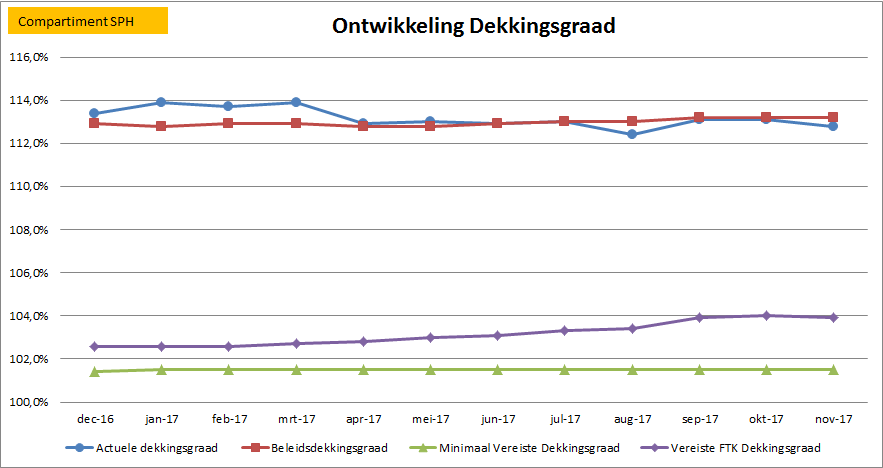 Compartiment SPH
Ontwikkeling Dekkingsgraad
116,0%
114,0%
112,0%
110,0%
108,0%
106,0%
104,0%
102,0%
100,0%
dec-16 jan-17 feb-17 mrt-17 apr-17 mei-17 jun-17 jul-17 aug-17 sep-17 okt-17 nov-17
Actuele dekkingsgraad Beleidsdekkingsgraad Minimaal Vereiste Dekkingsgraad Vereiste FTK Dekkingsgraad